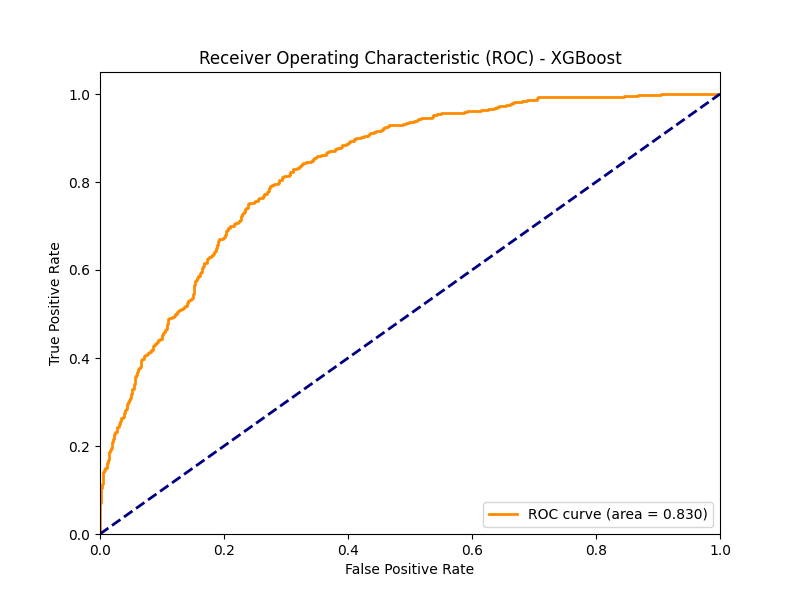 Receiver Operating Characteristic (ROC) - XGBoost
1.0
0.8
0.6
0.4
0.2
0.0
True Positive Rate
ROC curve (area = 0.830)
0.0 0.2 0.4 0.6 0.8 1.0
False Positive Rate